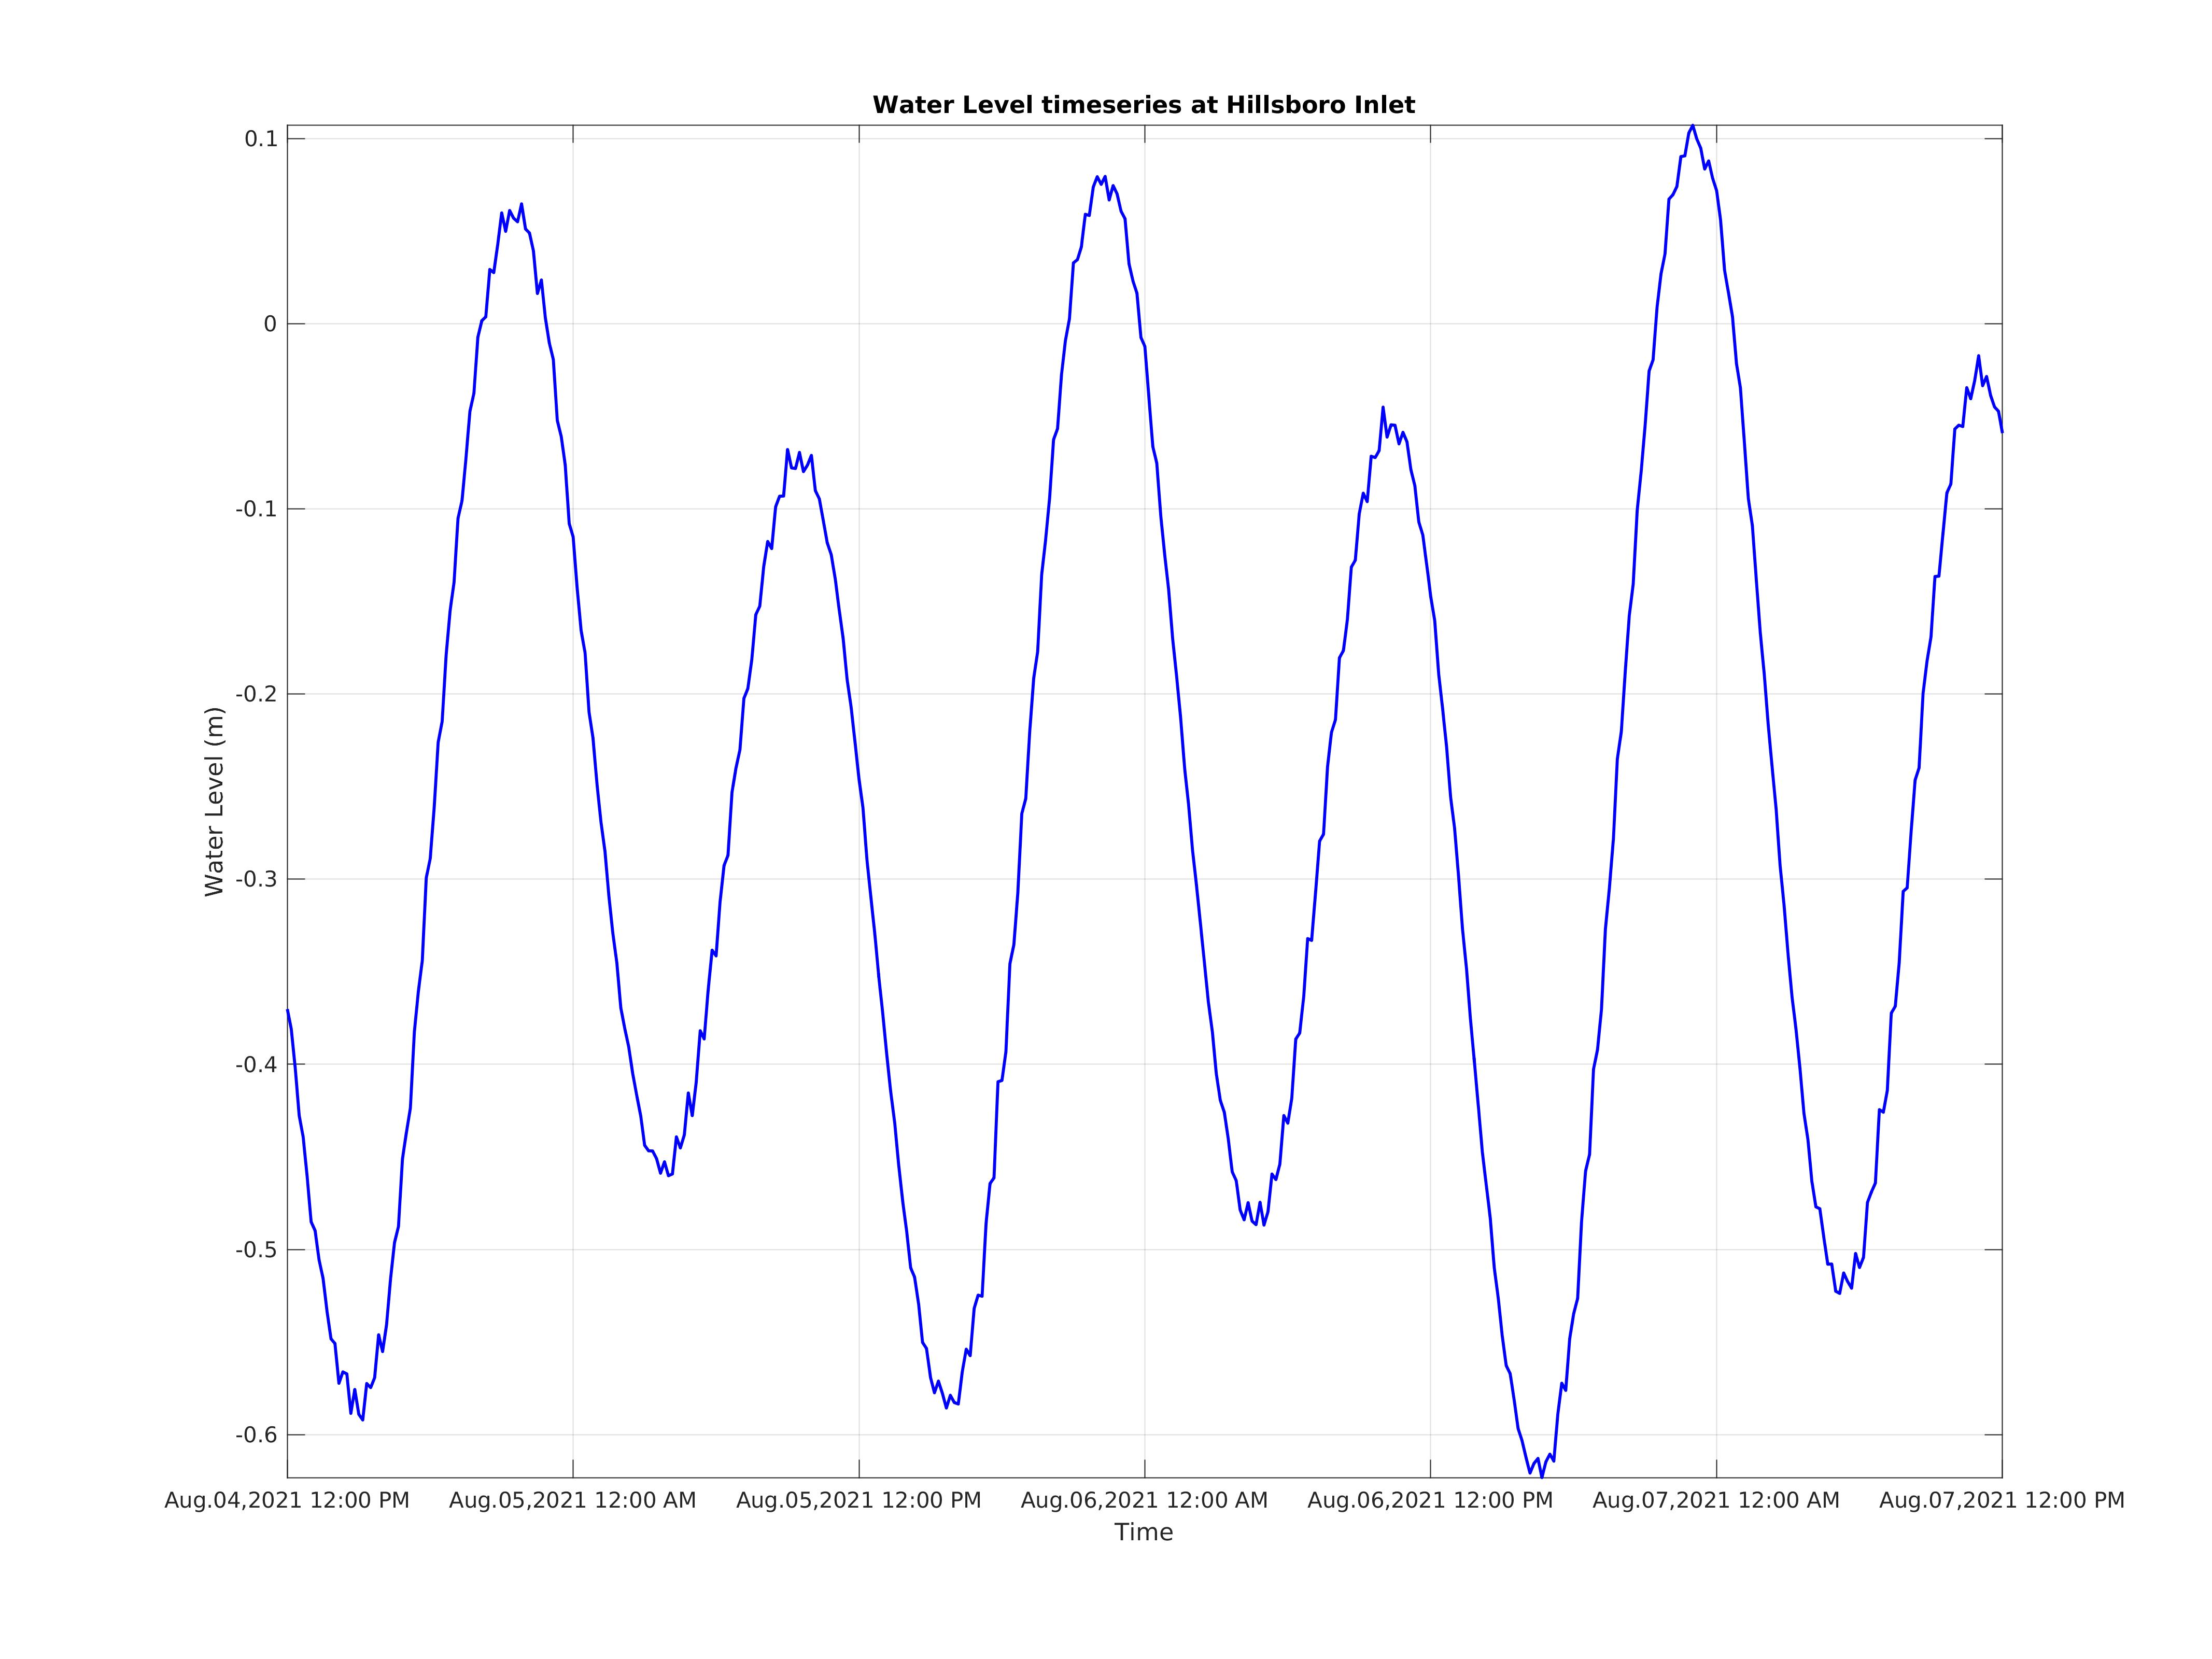 Water Level timeseries at Hillsboro Inlet
0.1
0
-0.1
-0.2
-0.3
-0.4
-0.5
-0.6
Water Level (m)
Aug.04,2021 12:00 PM Aug.05,2021 12:00 AM Aug.05,2021 12:00 PM Aug.06,2021 12:00 AM Aug.06,2021 12:00 PM Aug.07,2021 12:00 AM Aug.07,2021 12:00 PM
Time